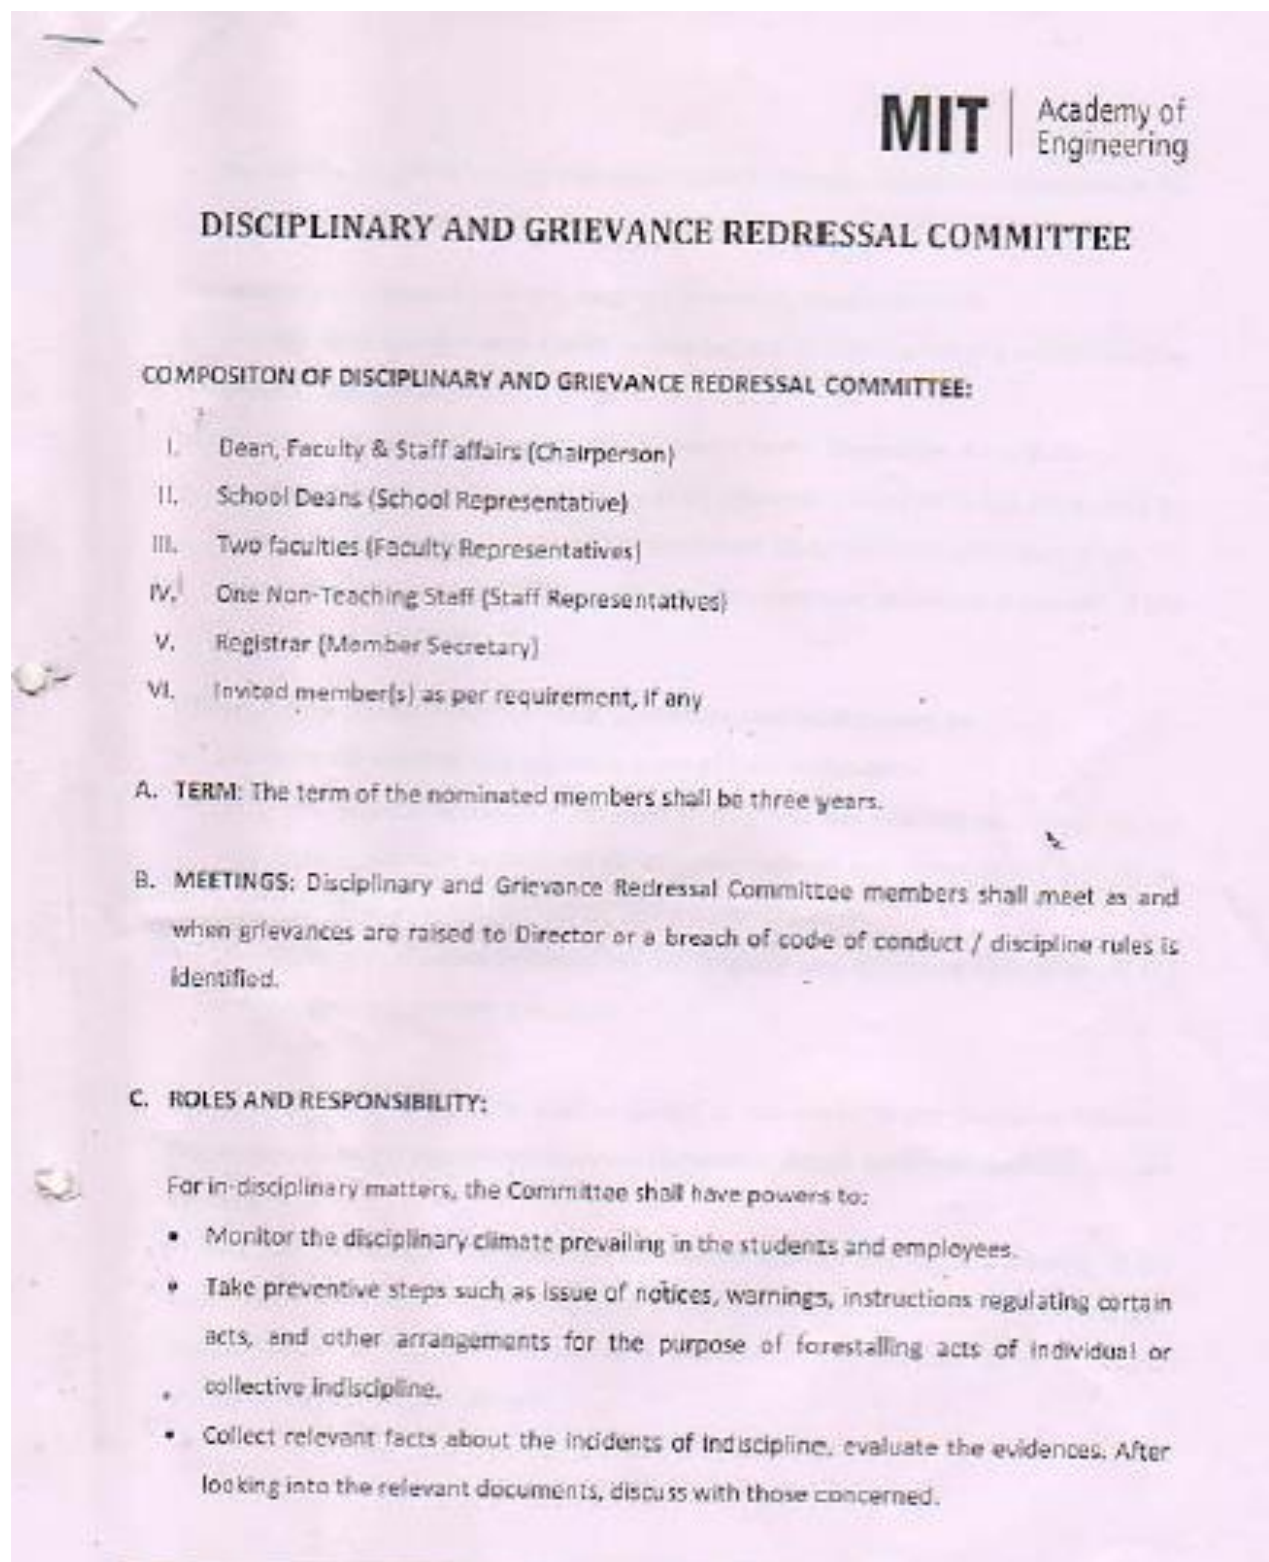 MIT | Academy of
Engineering
DISCIPLINARY AND GRIEVANCE REDRESSAL COMMITTEE
COMPOSITON OF DISCIPLINARY AND GRIEVANCE REDRESSAL COMMITTEE:
I. Dean, Faculty & Staff affairs (Chairperson)
II. School Deans (School Representative)
III. Two faculties (Faculty Representatives)
IV. One Non-Teaching Staff (Staff Representatives)
V. Registrar (Member Secretary)
VI. Invited member(s) as per requirement, if any
A. TERM: The term of the nominated members shall be three years.
B. MEETINGS: Disciplinary and Grievance Redressal Committee members shall meet as and
when grievances are raised to Director or a breach of code of conduct / discipline rules is
identified.
C. ROLES AND RESPONSIBILITY:
For in-disciplinary matters, the Committee shall have powers to:
• Monitor the disciplinary climate prevailing in the students and employees.
• Take preventive steps such as issue of notices, warnings, instructions regulating certain
acts, and other arrangements for the purpose of forestalling acts of individual or
collective indiscipline.
• Collect relevant facts about the incidents of indiscipline, evaluate the evidences. After
looking into the relevant documents, discuss with those concerned.